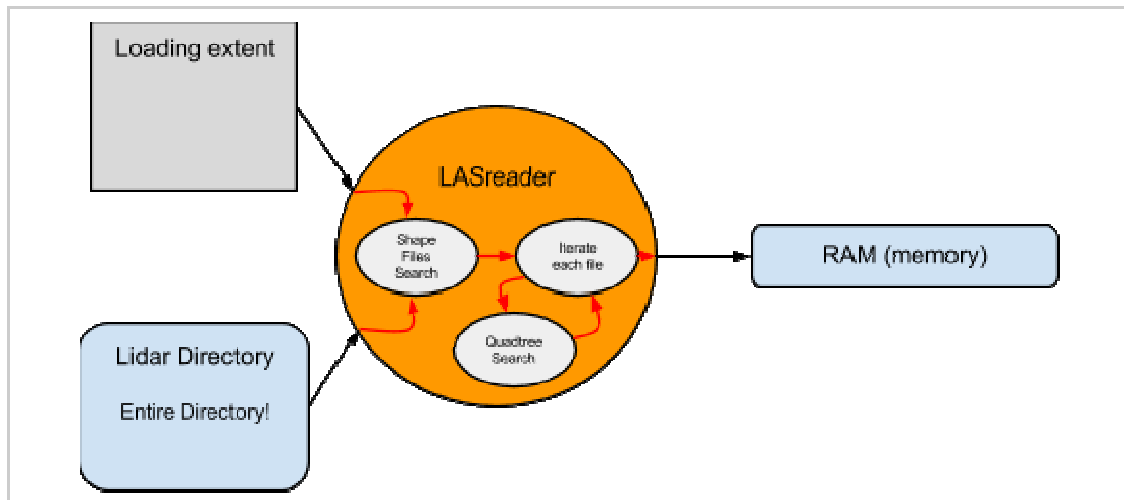 Loading extent
LASreader
Shape
Files
Search
Iterate
each file
Quadtree
Search
RAM (memory)
Lidar Directory
Entire Directory!